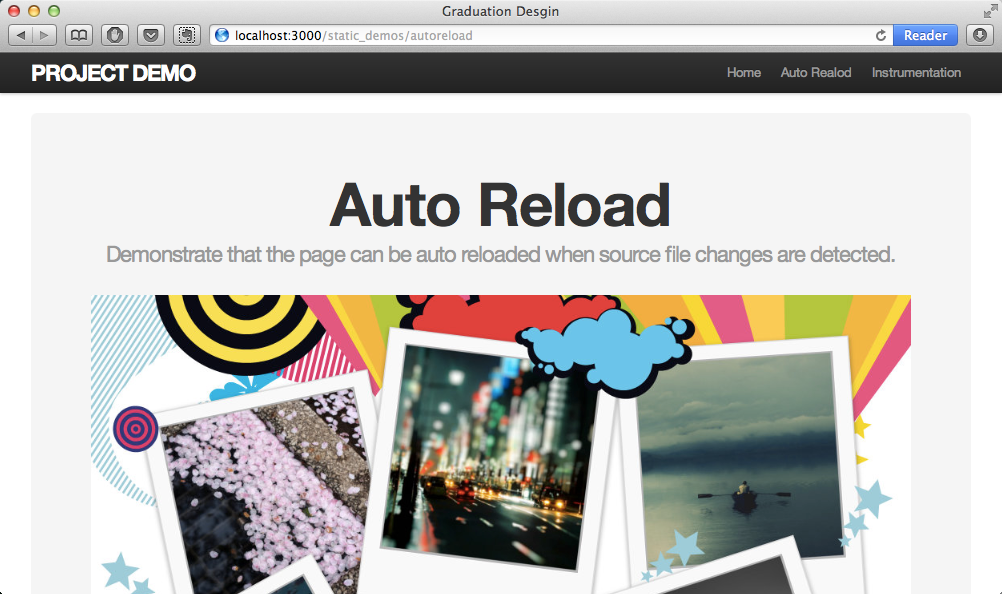 Graduation Desgin
localhost:3000/static_demos/autoreload
Reader
PROJECT DEMO
Home Auto Realod Instrumentation
Auto Reload
Demonstrate that the page can be auto reloaded when source file changes are detected.